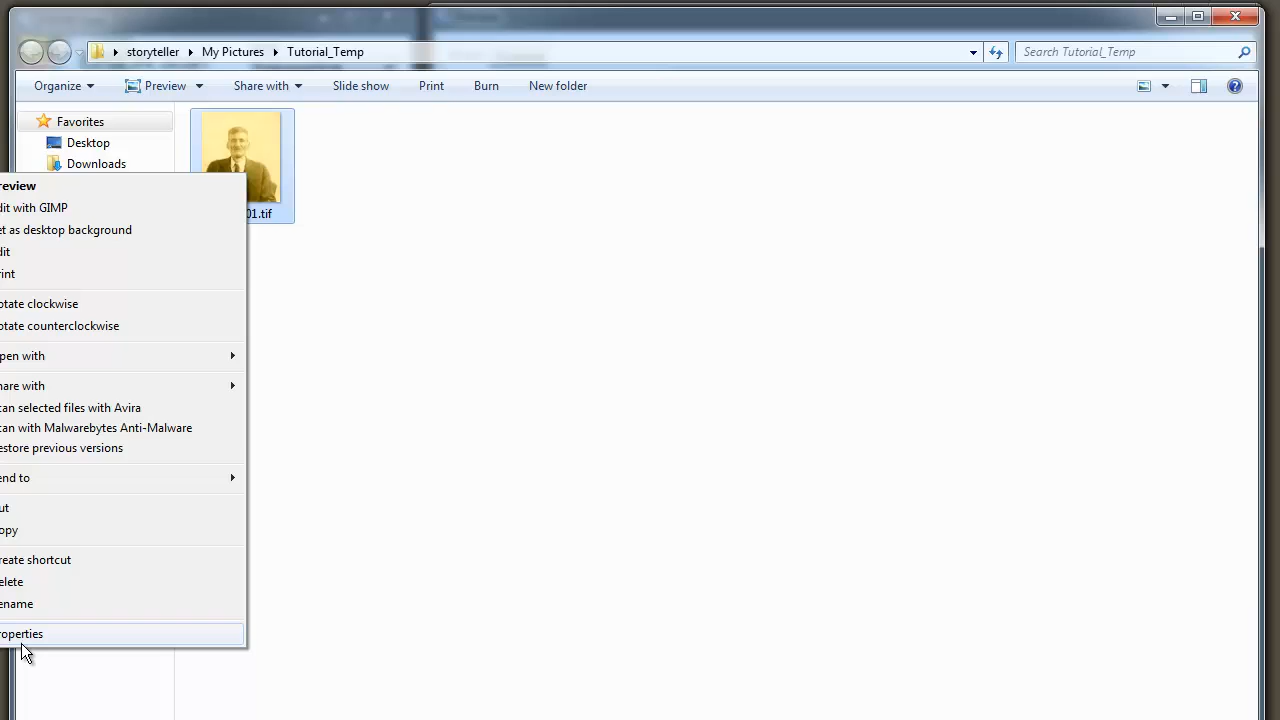 storyteller My Pictures Tutorial_Temp Search Tutorial_Temp
Organize Preview Share with Slide show Print Burn New folder
Favorites
Desktop
Downloads
01.tif
review
dit with GIMP
et as desktop background
dit
rint
otate clockwise
otate counterclockwise
pen with
hare with
can selected files with Avira
can with Malwarebytes Anti-Malware
estore previous versions
end to
ut
opy
reate shortcut
elete
ename
roperties